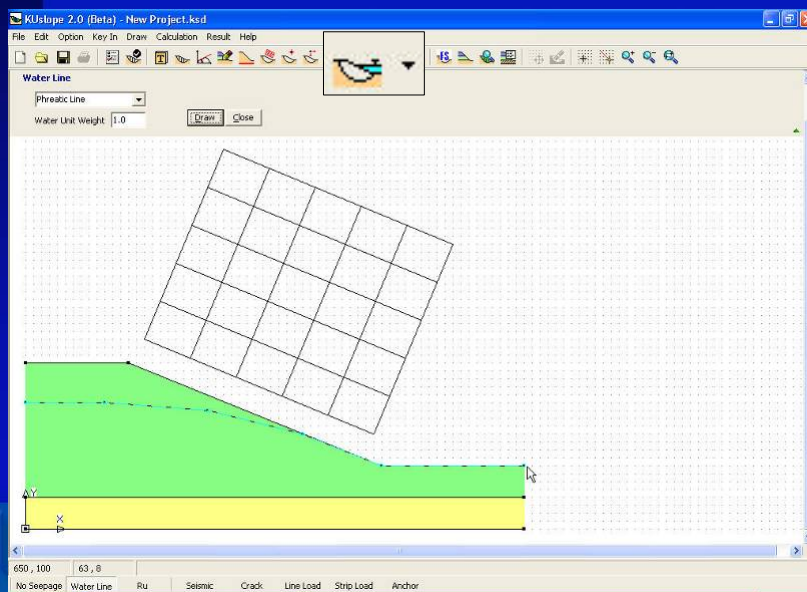 KUslope 2.0 (Beta) - New Project.ksd
File Edit Option Key In Draw Calculation Result Help
Water Line
Phreatic Line
Water Unit Weight 1.0 Draw Close
Y
X
650 , 100 63 , 8
No Seepage Water Line Ru Seismic Crack Line Load Strip Load Anchor